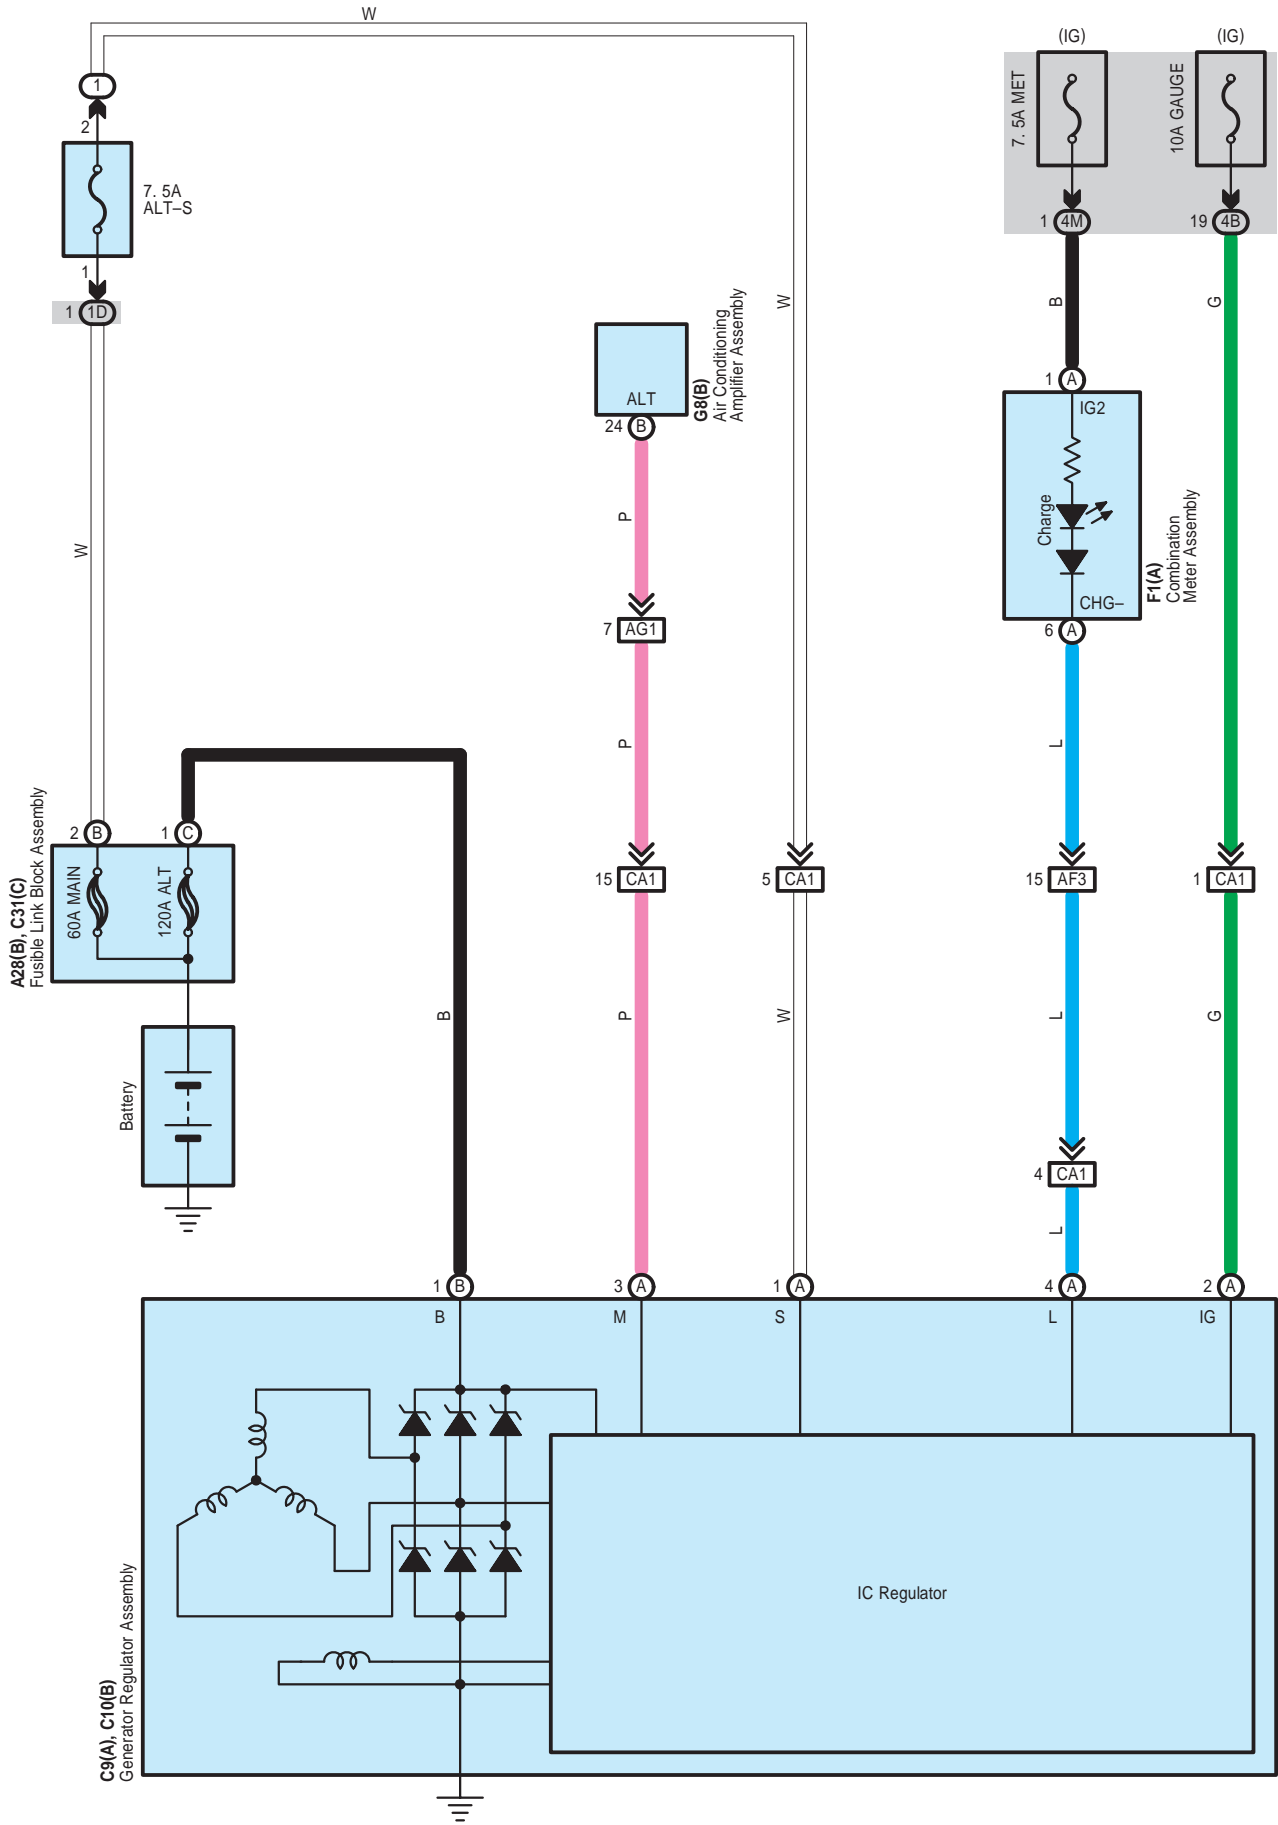 W
(IG)
(IG)
7. 5A MET
10A GAUGE
1
2
7. 5A
ALT–S
1
1 1D
1 4M
19 4B
W
B
G
ALT
G8(B)
Air Conditioning
Amplifier Assembly
24 B
1 A
IG2
Charge
CHG–
F1(A)
Combination
Meter Assembly
6 A
W
P
7 AG1
P
L
A28(B), C31(C)
Fusible Link Block Assembly
2 B
1 C
60A MAIN
120A ALT
15 CA1
5 CA1
15 AF3
1 CA1
B
P
W
L
G
Battery
4 CA1
L
1 B
3 A
1 A
4 A
2 A
B
M
S
L
IG
IC Regulator
C9(A), C10(B)
Generator Regulator Assembly